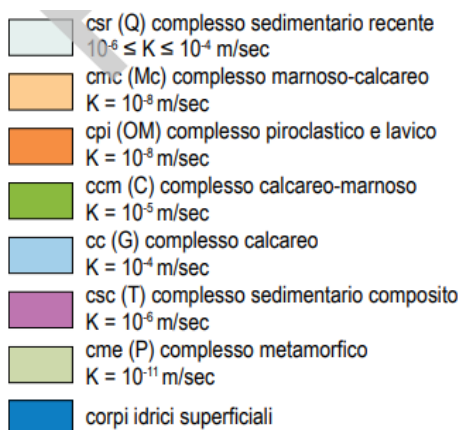 csr (Q) complesso sedimentario recente
10⁻⁶ ≤ K ≤ 10⁻⁴ m/sec
cmc (Mc) complesso marnoso-calcareo
K = 10⁻⁸ m/sec
cpi (OM) complesso piroclastico e lavico
K = 10⁻⁸ m/sec
ccm (C) complesso calcareo-marnoso
K = 10⁻⁵ m/sec
cc (G) complesso calcareo
K = 10⁻⁴ m/sec
csc (T) complesso sedimentario composito
K = 10⁻⁶ m/sec
cme (P) complesso metamorfico
K = 10⁻¹¹ m/sec
corpi idrici superficiali